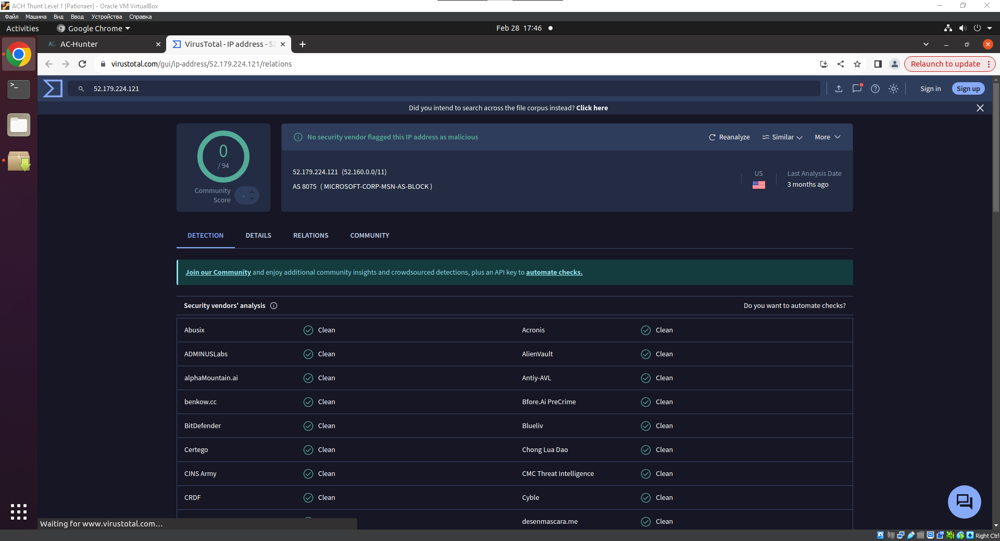 ACH Thunt Level 1 [Работает] - Oracle VM VirtualBox
Файл Машина Вид Ввод Устройства Справка
Activities Google Chrome Feb 28 17:46
AC-Hunter VirusTotal - IP address - 52
virustotal.com/gui/ip-address/52.179.224.121/relations Relaunch to update
52.179.224.121 Sign in Sign up
Did you intend to search across the file corpus instead? Click here
0
/ 94
Community
Score
No security vendor flagged this IP address as malicious Reanalyze Similar More
52.179.224.121 (52.160.0.0/11)
AS 8075 ( MICROSOFT-CORP-MSN-AS-BLOCK )
US
Last Analysis Date
3 months ago
DETECTION DETAILS RELATIONS COMMUNITY
Join our Community and enjoy additional community insights and crowdsourced detections, plus an API key to automate checks.
Security vendors' analysis Do you want to automate checks?
Abusix Clean Acronis Clean
ADMINUSLabs Clean AlienVault Clean
alphaMountain.ai Clean Antiy-AVL Clean
benkow.cc Clean Bfore.Ai PreCrime Clean
BitDefender Clean Blueliv Clean
Certego Clean Chong Lua Dao Clean
CINS Army Clean CMC Threat Intelligence Clean
CRDF Clean Cyble Clean
desenmascara.me Clean
Waiting for www.virustotal.com...
Right Ctrl